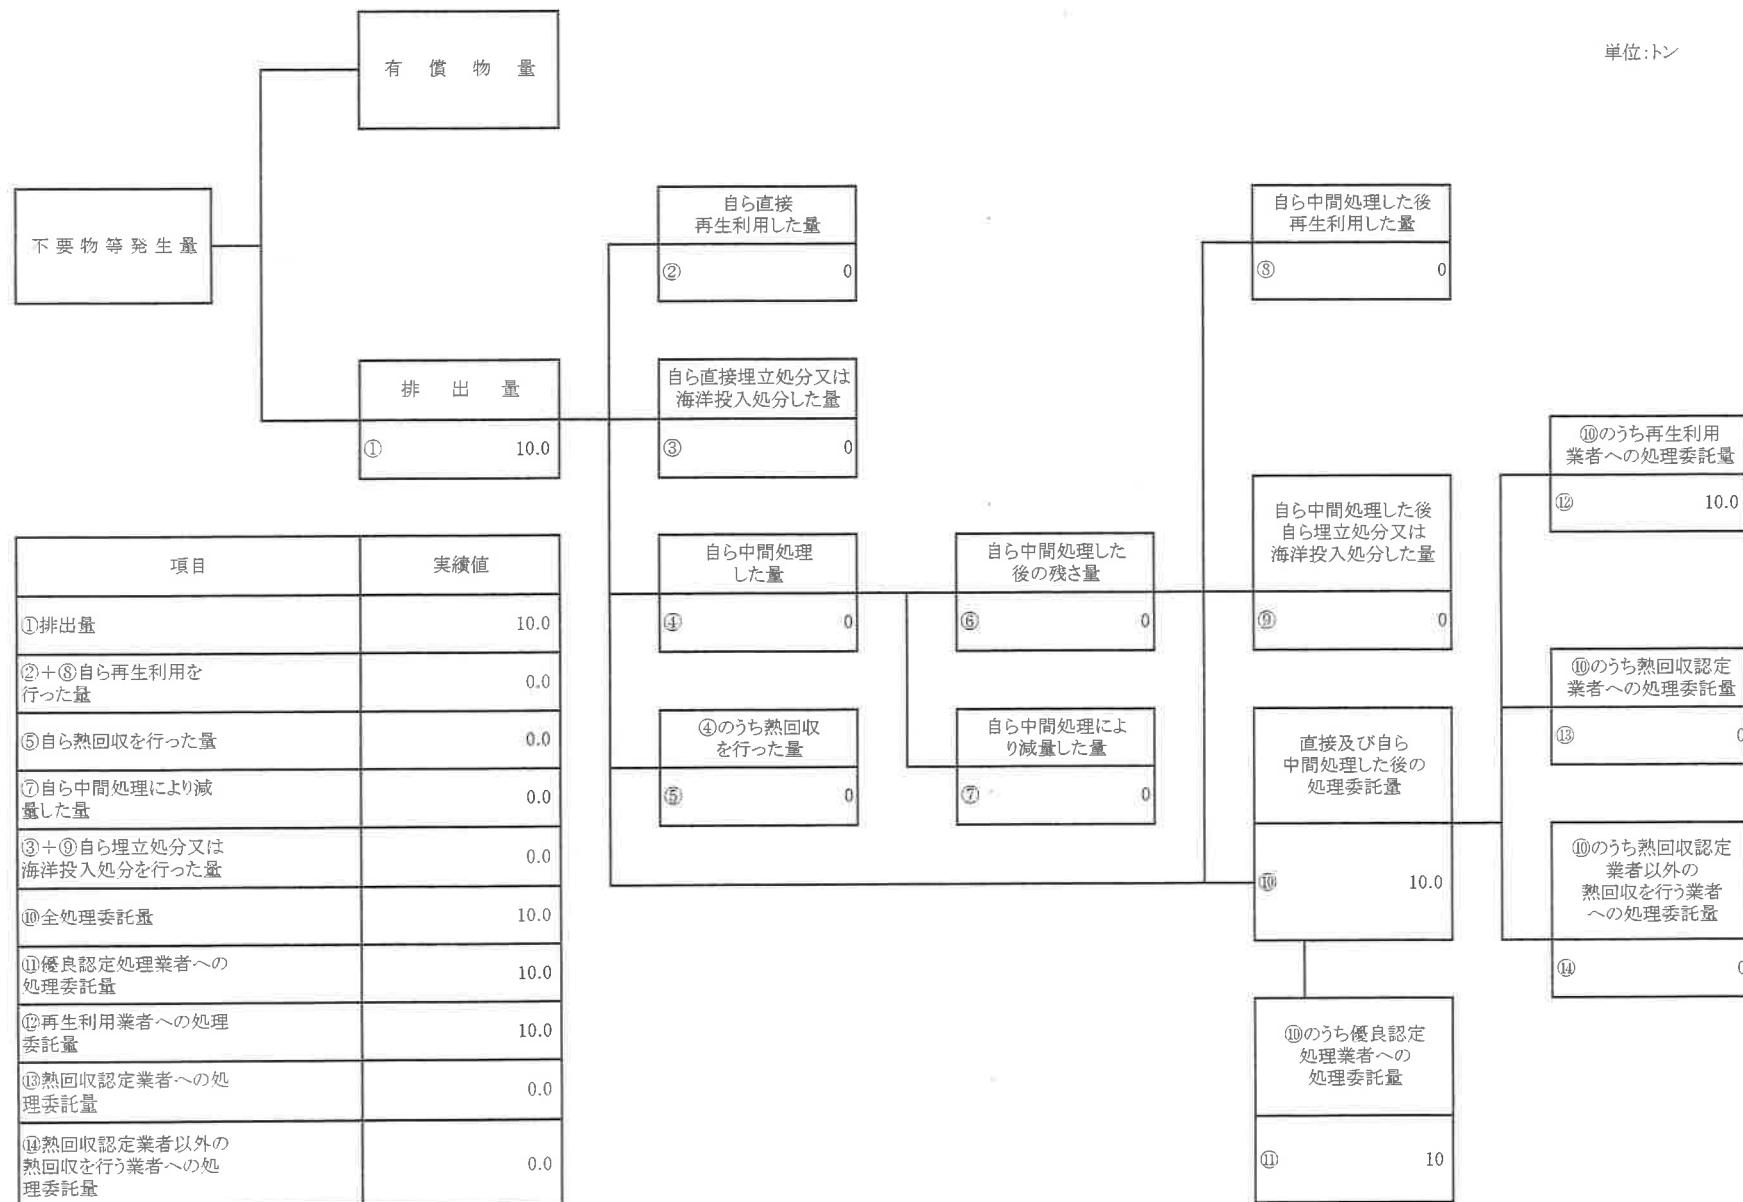 単位:トン
有償物量
不要物等発生量
排出量
① 10.0
自ら直接
再生利用した量
② 0
自ら直接埋立処分又は
海洋投入処分した量
③ 0
自ら中間処理
した量
④ 0
④のうち熱回収
を行った量
⑤ 0
自ら中間処理した
後の残さ量
⑥ 0
自ら中間処理によ
り減量した量
⑦ 0
自ら中間処理した後
再生利用した量
⑧ 0
自ら中間処理した後
自ら埋立処分又は
海洋投入処分した量
⑨ 0
直接及び自ら
中間処理した後の
処理委託量
⑩ 10.0
⑩のうち優良認定
処理業者への
処理委託量
⑪ 10
⑩のうち再生利用
業者への処理委託量
⑫ 10.0
⑩のうち熱回収認定
業者への処理委託量
⑬ 0
⑩のうち熱回収認定
業者以外の
熱回収を行う業者
への処理委託量
⑭ 0
項目 実績値
①排出量 10.0
②+⑧自ら再生利用を
行った量 0.0
⑤自ら熱回収を行った量 0.0
⑦自ら中間処理により減
量した量 0.0
③+⑨自ら埋立処分又は
海洋投入処分を行った量 0.0
⑩全処理委託量 10.0
⑪優良認定処理業者への
処理委託量 10.0
⑫再生利用業者への処理
委託量 10.0
⑬熱回収認定業者への処
理委託量 0.0
⑭熱回収認定業者以外の
熱回収を行う業者への処
理委託量 0.0